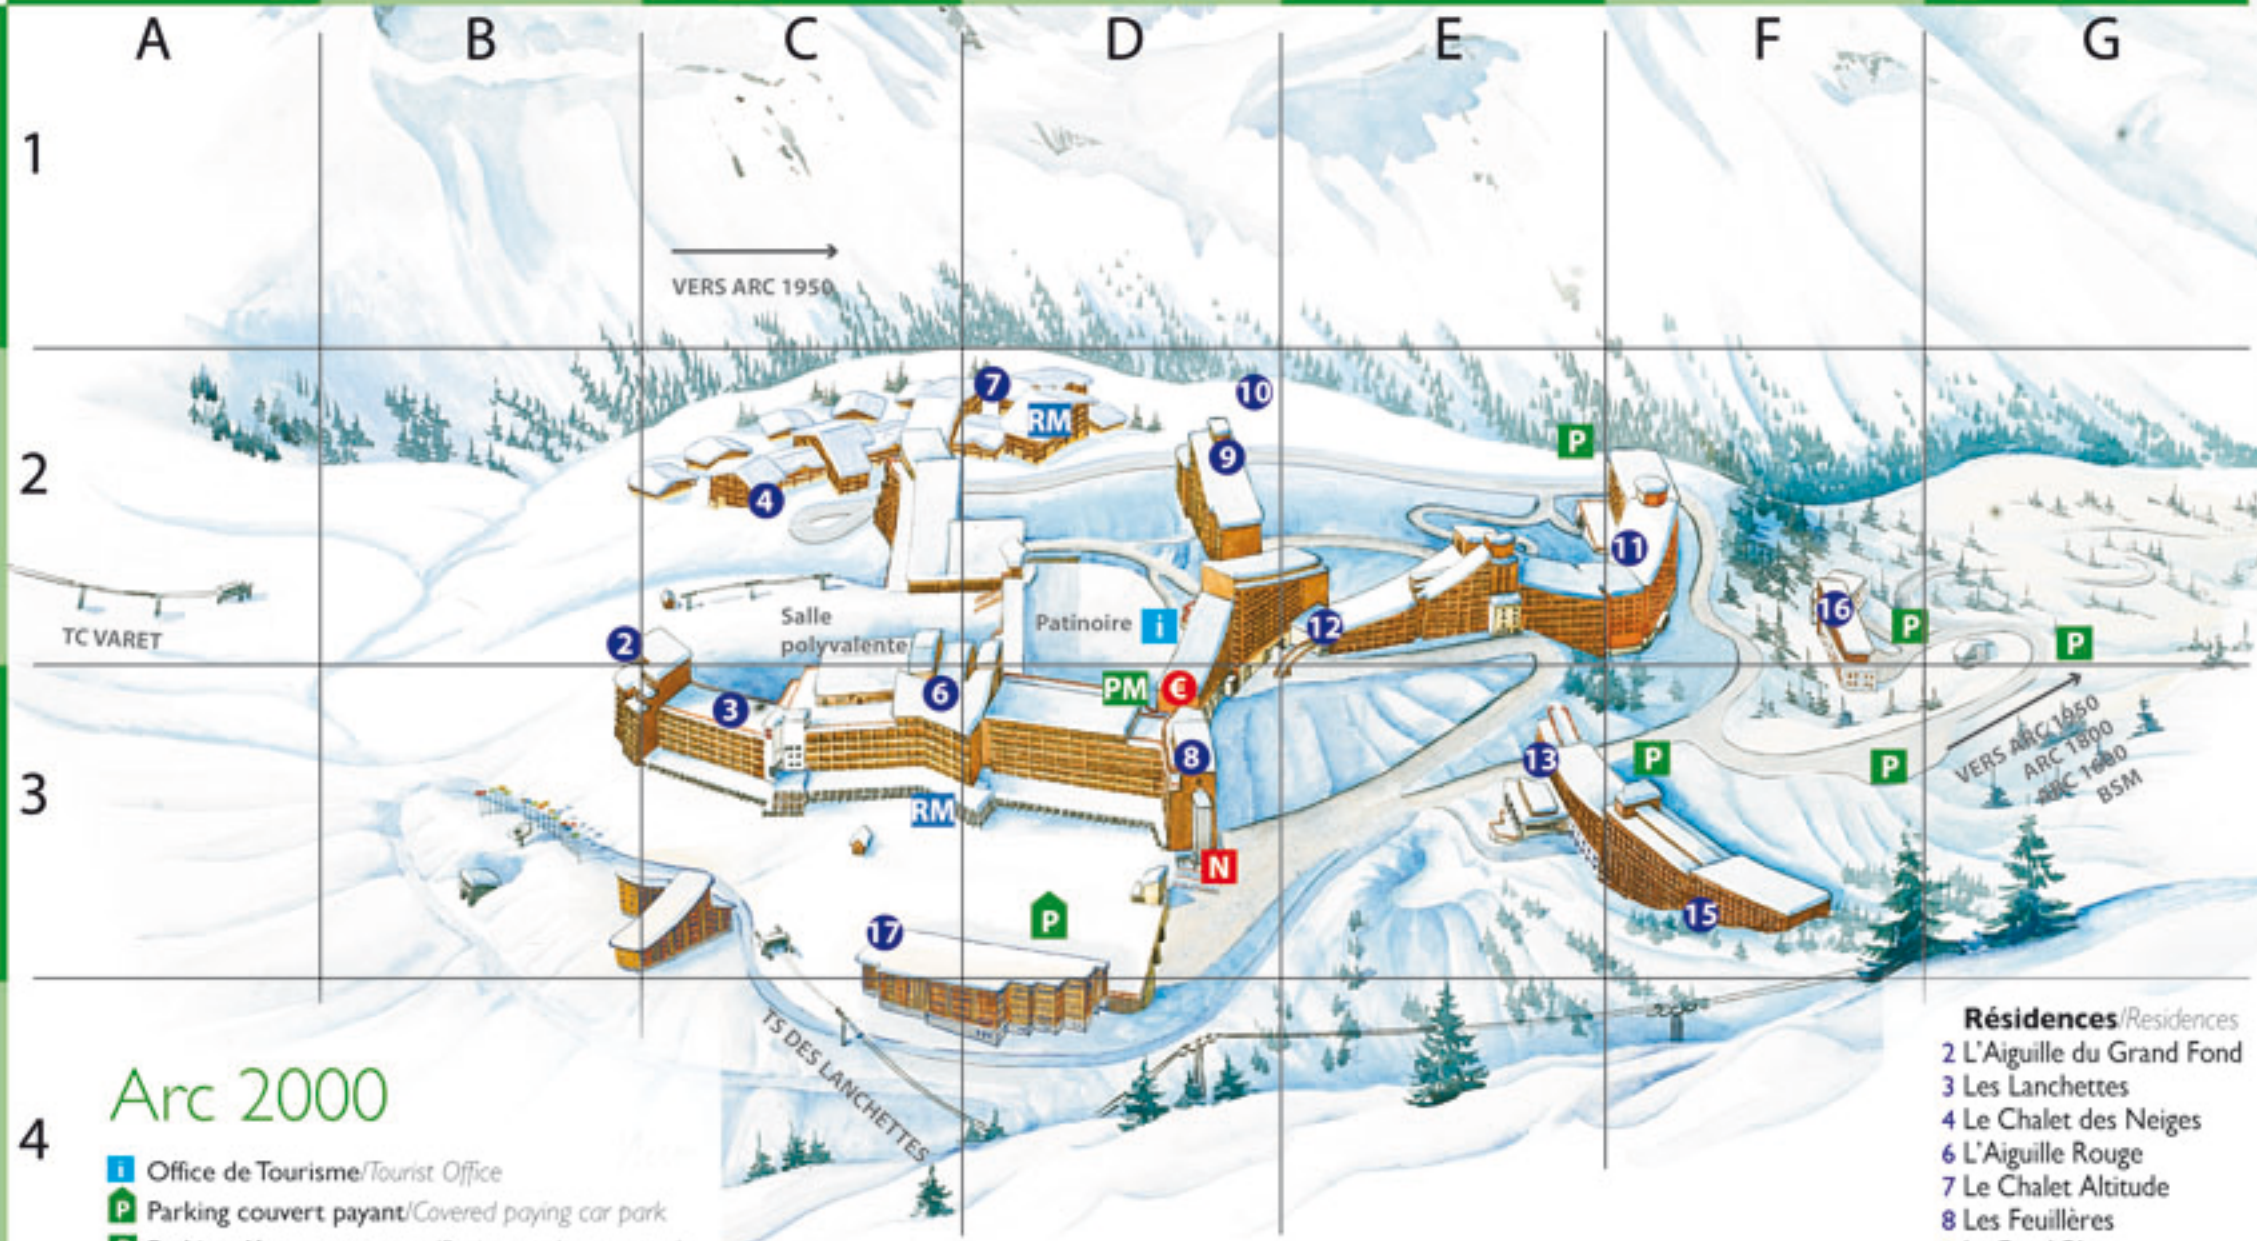 A B C D E F G
1
VERS ARC 1950
7
10
RM
9
P
2
4
11
16
TC VARET
2
Salle
polyvalente
Patinoire
i
12
P
P
3
6
PM
€
VERS ARC 1950
ARC 1800
ARC 1600
BSM
8
13
P
P
3
RM
N
P
17
15
TS DES LANCHETTES
4
Arc 2000
i Office de Tourisme/Tourist Office
P Parking couvert payant/Covered paying car park
Résidences/Residences
2 L'Aiguille du Grand Fond
3 Les Lanchettes
4 Le Chalet des Neiges
6 L'Aiguille Rouge
7 Le Chalet Altitude
8 Les Feuillères